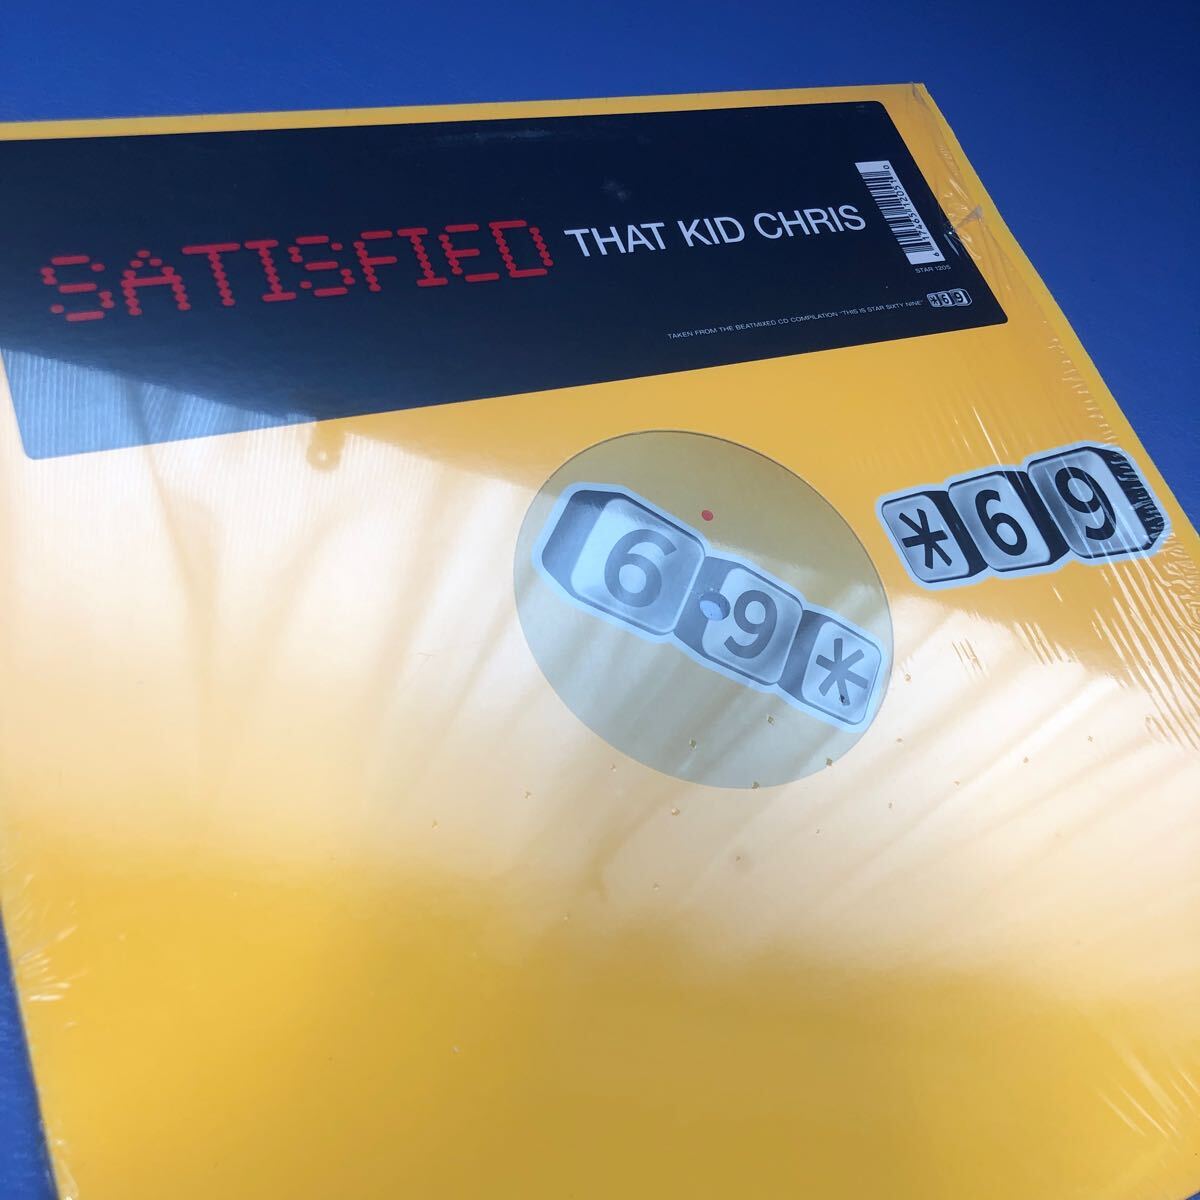 SATISFIED THAT KID CHRIS
STAR 1205
TAKEN FROM THE BEATMIXED CD COMPILATION "THIS IS STAR SIXTY NINE" *69
*69
69*